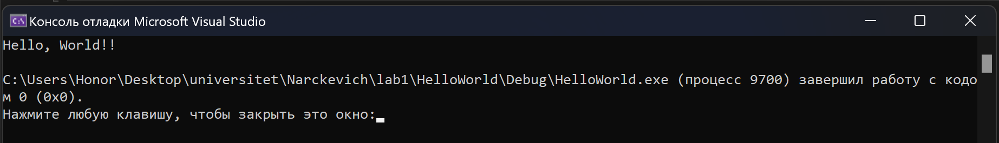 Консоль отладки Microsoft Visual Studio
Hello, World!!
C:\Users\Honor\Desktop\universitet\Narckevich\lab1\HelloWorld\Debug\HelloWorld.exe (процесс 9700) завершил работу с кодо
м 0 (0x0).
Нажмите любую клавишу, чтобы закрыть это окно: